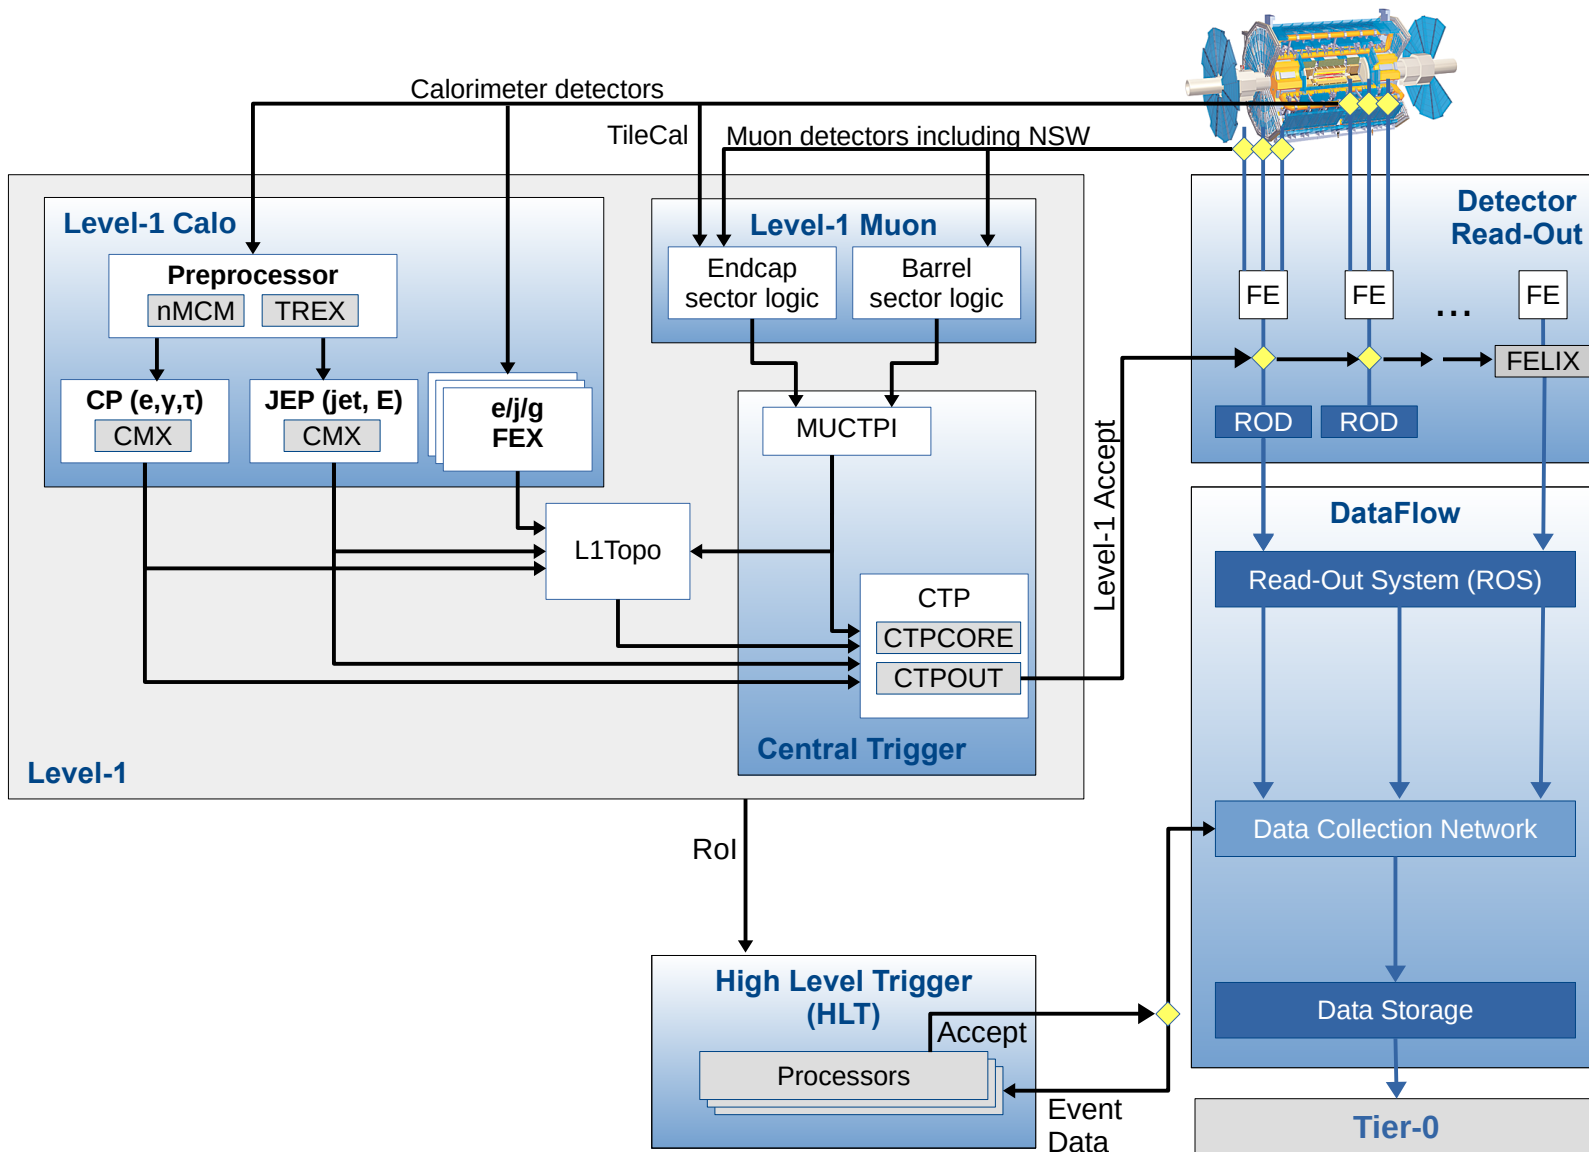 Calorimeter detectors
TileCal
Muon detectors including NSW
Level-1 Calo
Preprocessor
nMCM
TREX
CP (e,γ,τ)
CMX
JEP (jet, E)
CMX
e/j/g
FEX
Level-1 Muon
Endcap
sector logic
Barrel
sector logic
MUCTPI
L1Topo
CTP
CTPCORE
CTPOUT
Central Trigger
Level-1
Level-1 Accept
Detector
Read-Out
FE
FE
...
FE
FELIX
ROD
ROD
DataFlow
Read-Out System (ROS)
Data Collection Network
Data Storage
Tier-0
RoI
High Level Trigger
(HLT)
Accept
Processors
Event
Data